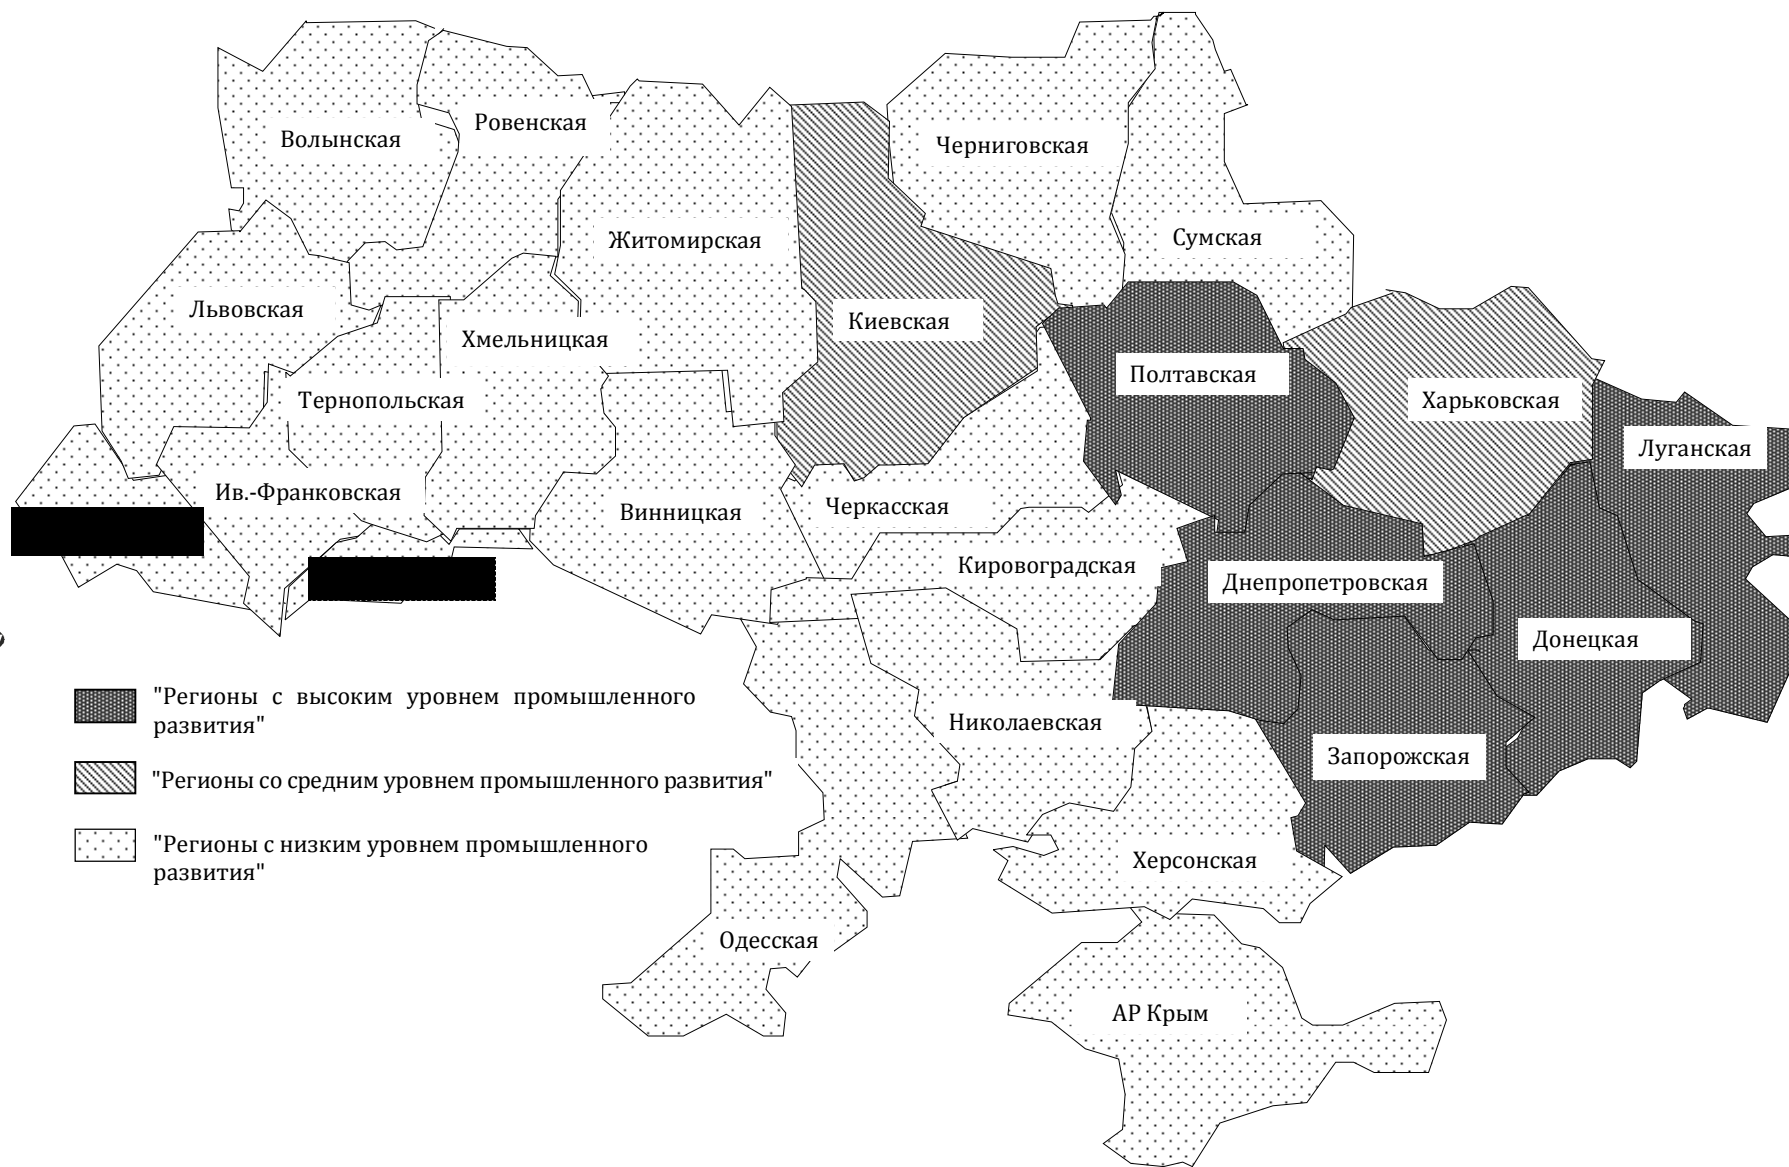 Волынская
Ровенская
Черниговская
Житомирская
Сумская
Львовская
Киевская
Хмельницкая
Полтавская
Тернопольская
Харьковская
Луганская
Ив.-Франковская
Винницкая
Черкасская
Кировоградская
Днепропетровская
Донецкая
"Регионы с высоким уровнем промышленного
развития"
Николаевская
Запорожская
"Регионы со средним уровнем промышленного развития"
"Регионы с низким уровнем промышленного
развития"
Херсонская
Одесская
АР Крым